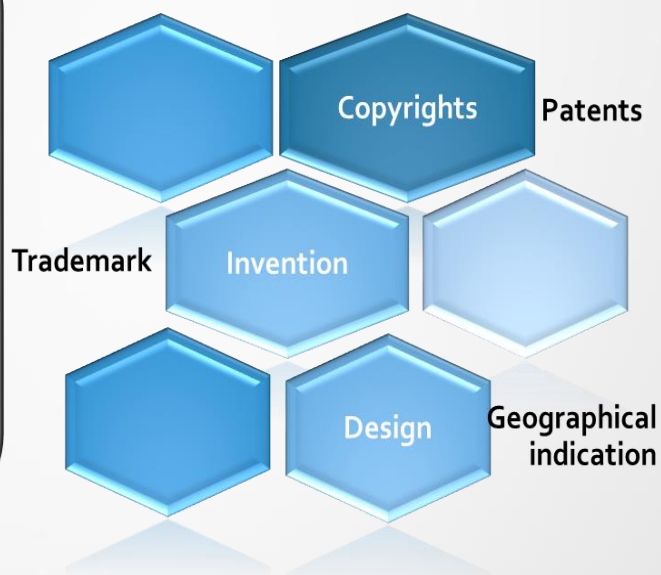 Copyrights
Patents
Trademark
Invention
Design
Geographical
indication